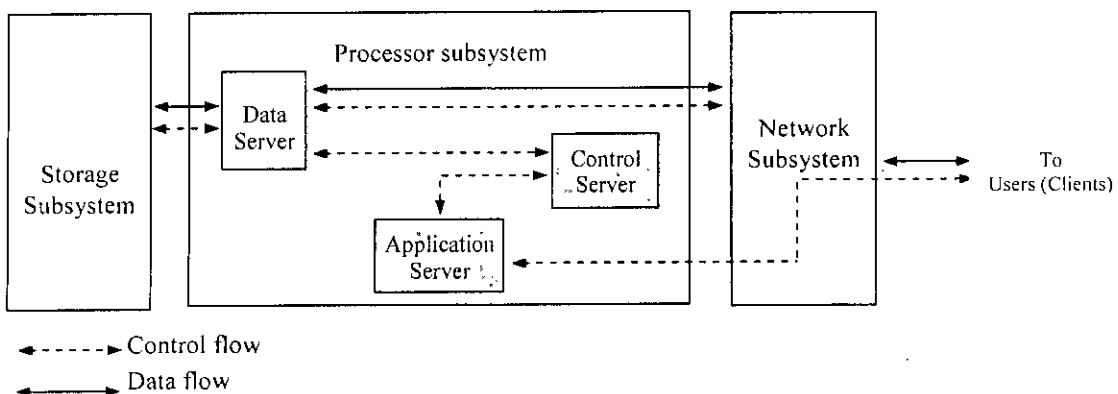 Processor subsystem
Data
Server
Network
Subsystem
Control
Server
To
Users (Clients)
Storage
Subsystem
Application
Server
Control flow
Data flow